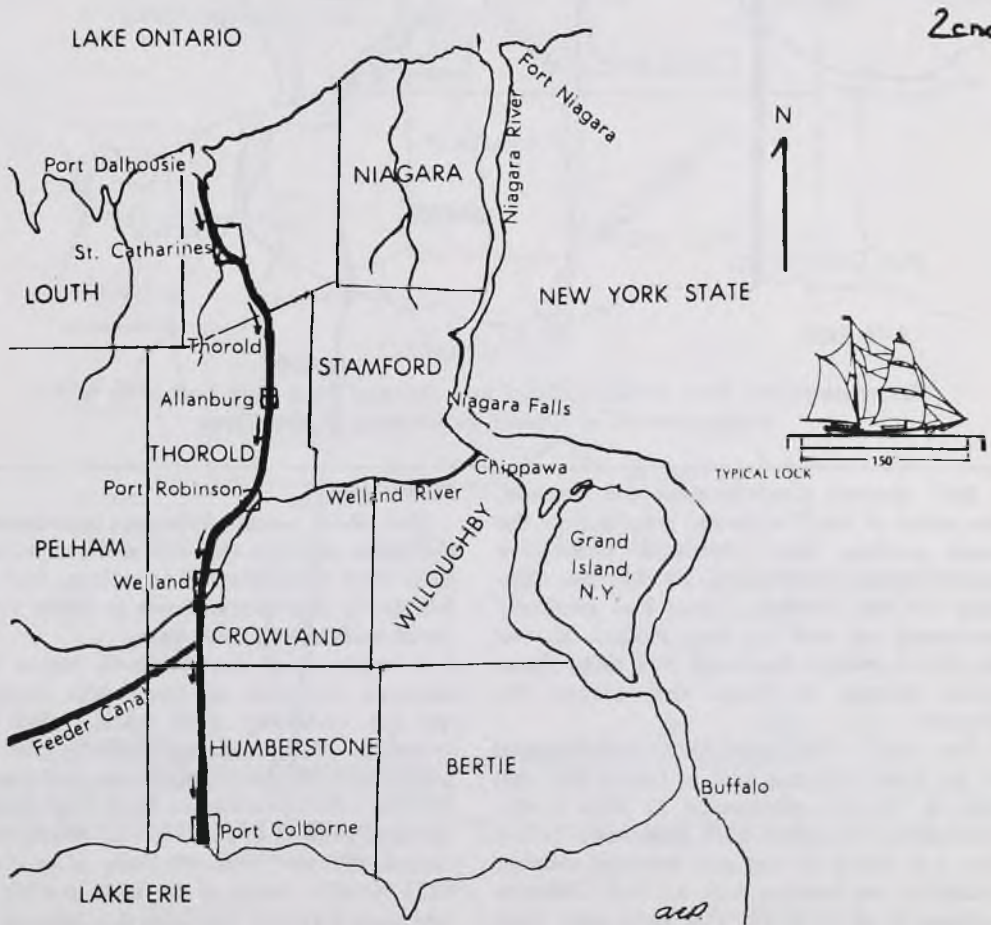 2cnd
LAKE ONTARIO
Fort Niagara
Niagara River
N
Port Dalhousie
NIAGARA
St. Catharines
LOUTH
NEW YORK STATE
Thorold
STAMFORD
Allanburg
Niagara Falls
THOROLD
Chippawa
150'
TYPICAL LOCK
Port Robinson
Welland River
PELHAM
WILLOUGHBY
Grand
Island,
N.Y.
Welland
CROWLAND
Feeder Canal
HUMBERSTONE
BERTIE
Buffalo
Port Colborne
LAKE ERIE